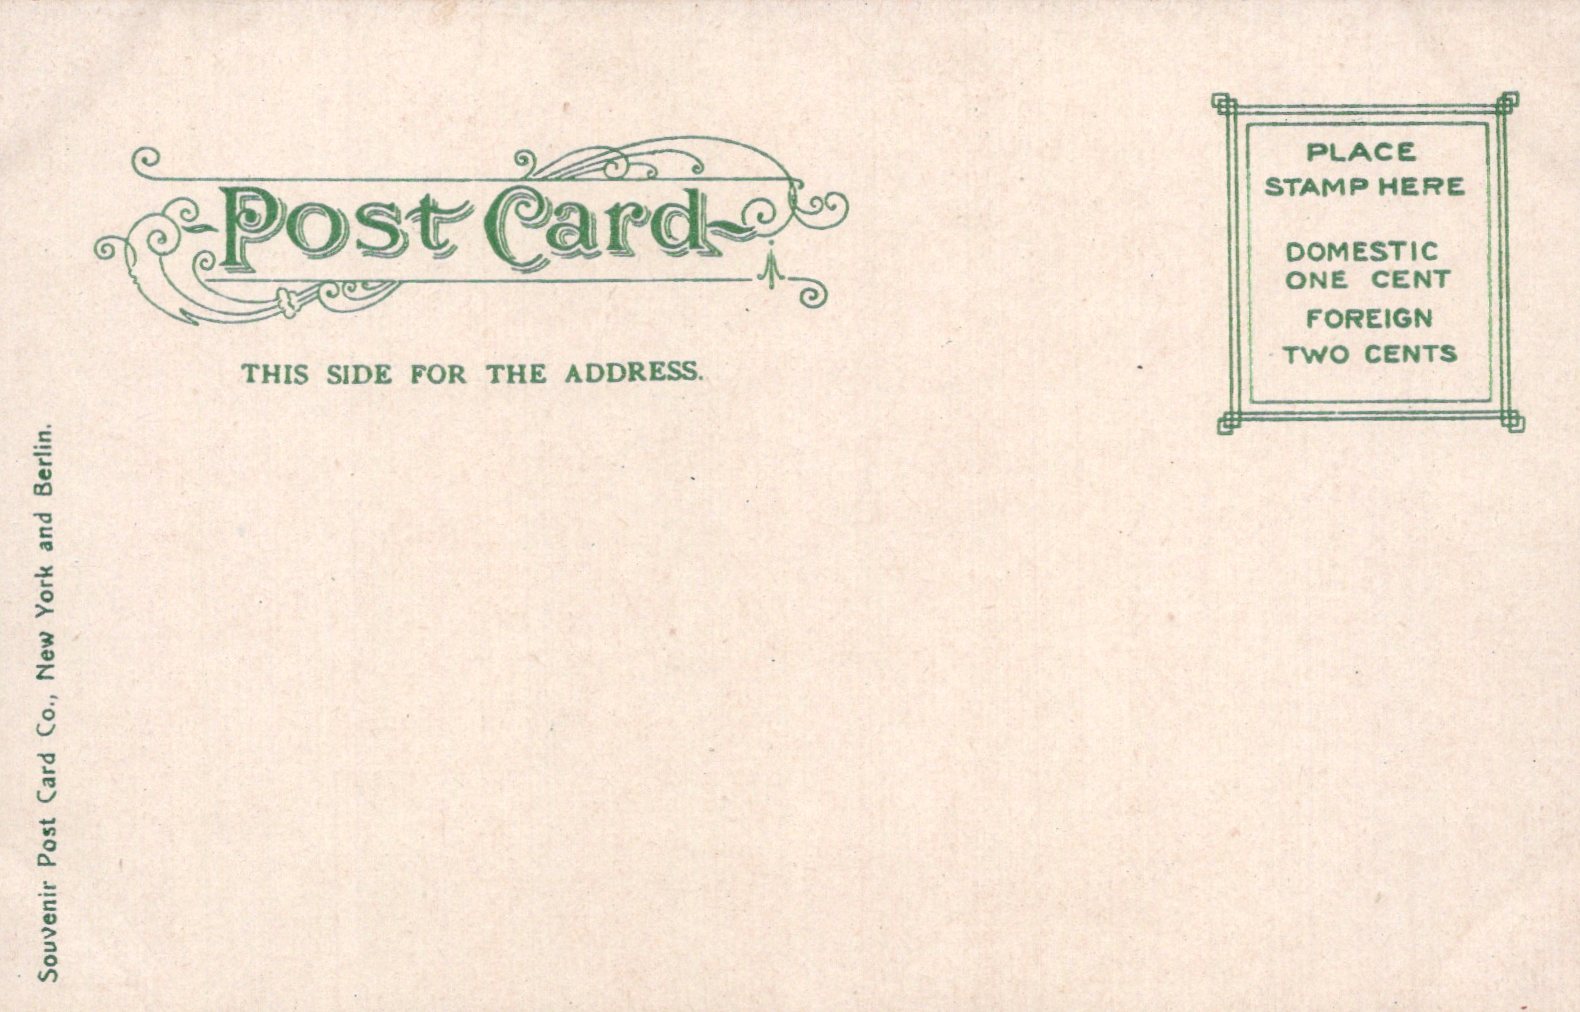 Post Card
THIS SIDE FOR THE ADDRESS.
PLACE
STAMP HERE
DOMESTIC
ONE CENT
FOREIGN
TWO CENTS
Souvenir Post Card Co., New York and Berlin.